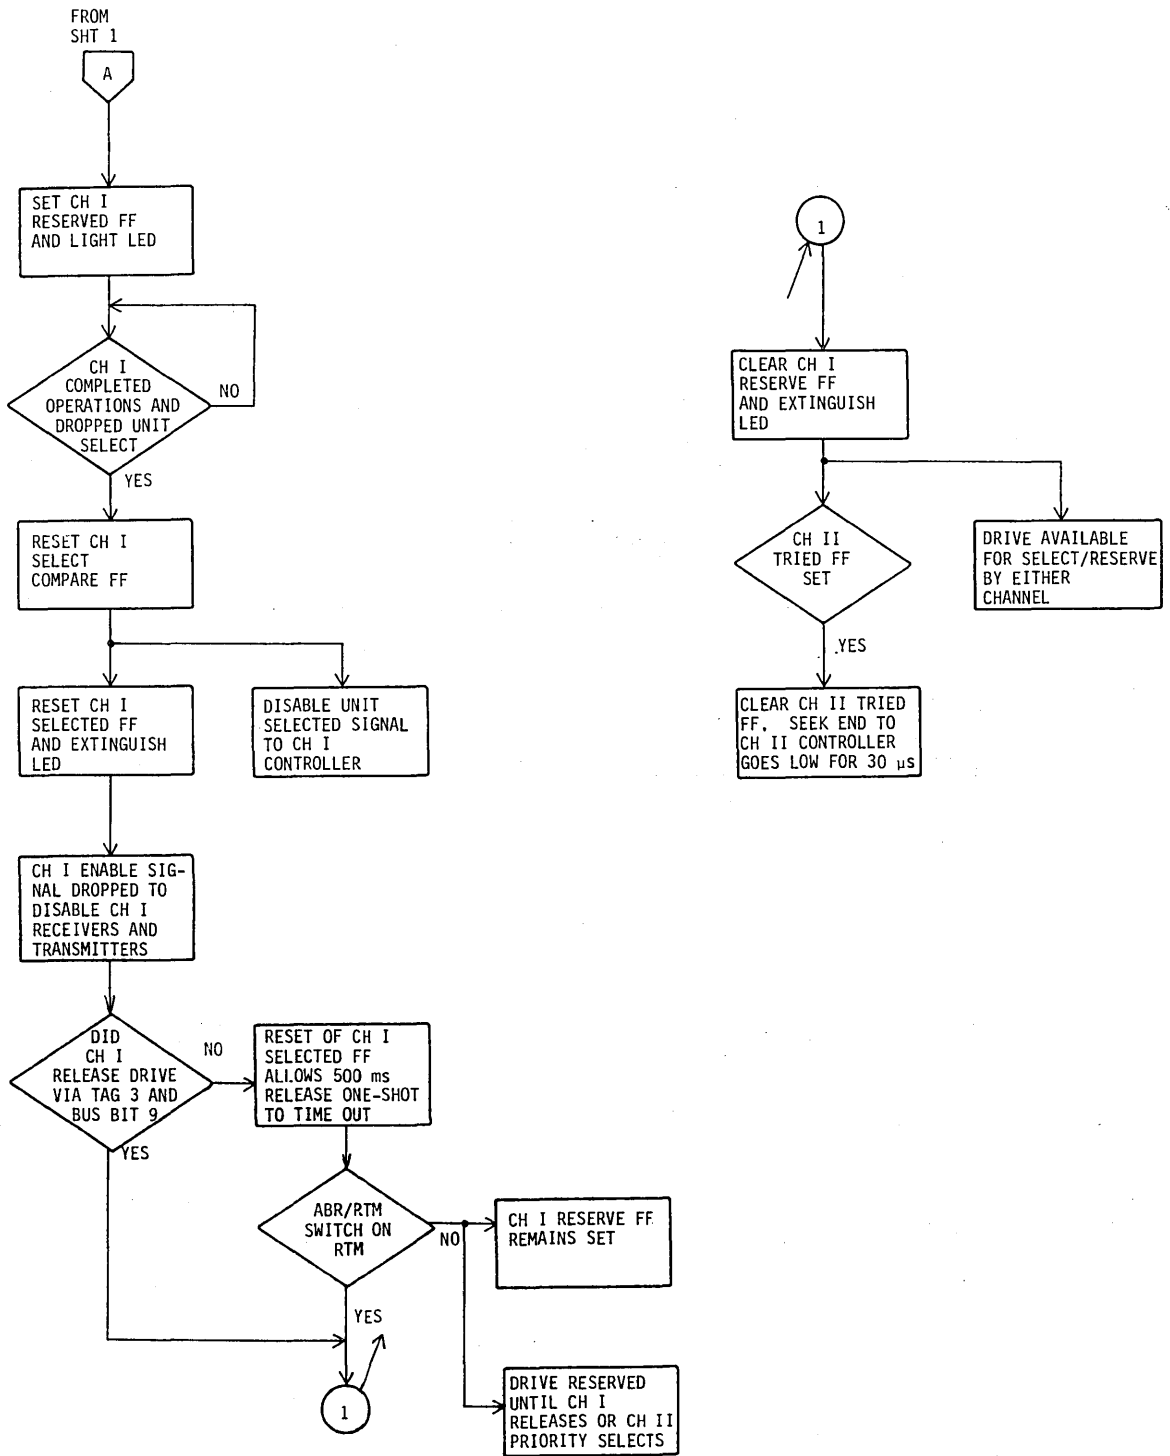 FROM
SHT 1
A
SET CH I
RESERVED FF
AND LIGHT LED
CH I
COMPLETED
OPERATIONS AND
DROPPED UNIT
SELECT
NO
YES
RESET CH I
SELECT
COMPARE FF
RESET CH I
SELECTED FF
AND EXTINGUISH
LED
DISABLE UNIT
SELECTED SIGNAL
TO CH I
CONTROLLER
CH I ENABLE SIG-
NAL DROPPED TO
DISABLE CH I
RECEIVERS AND
TRANSMITTERS
DID
CH I
RELEASE DRIVE
VIA TAG 3 AND
BUS BIT 9
NO
YES
RESET OF CH I
SELECTED FF
ALLOWS 500 ms
RELEASE ONE-SHOT
TO TIME OUT
ABR/RTM
SWITCH ON
RTM
NO
YES
CH I RESERVE FF
REMAINS SET
DRIVE RESERVED
UNTIL CH I
RELEASES OR CH II
PRIORITY SELECTS
1
1
CLEAR CH I
RESERVE FF
AND EXTINGUISH
LED
CH II
TRIED FF
SET
YES
DRIVE AVAILABLE
FOR SELECT/RESERVE
BY EITHER
CHANNEL
CLEAR CH II TRIED
FF. SEEK END TO
CH II CONTROLLER
GOES LOW FOR 30 µs